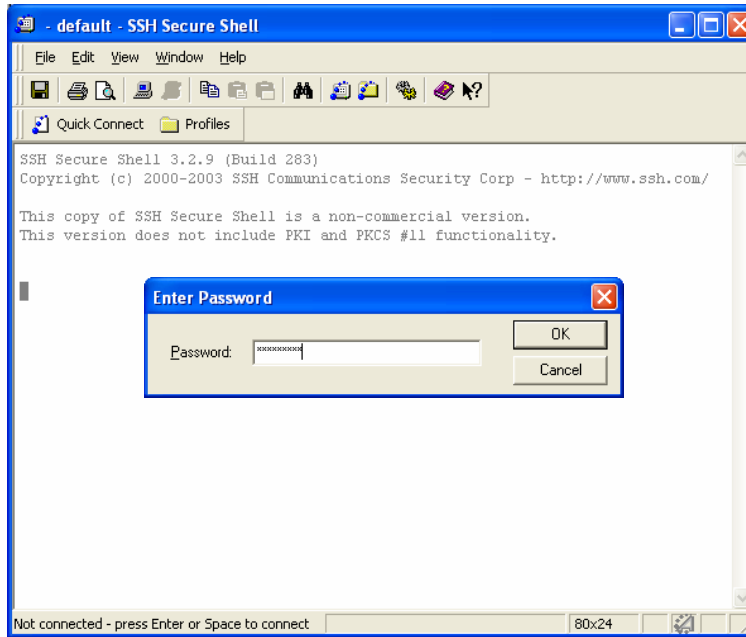 - default - SSH Secure Shell
File Edit View Window Help
Quick Connect Profiles
SSH Secure Shell 3.2.9 (Build 283)
Copyright (c) 2000-2003 SSH Communications Security Corp - http://www.ssh.com/
This copy of SSH Secure Shell is a non-commercial version.
This version does not include PKI and PKCS #11 functionality.
Enter Password
Password: ×××××××××
OK
Cancel
Not connected - press Enter or Space to connect 80x24